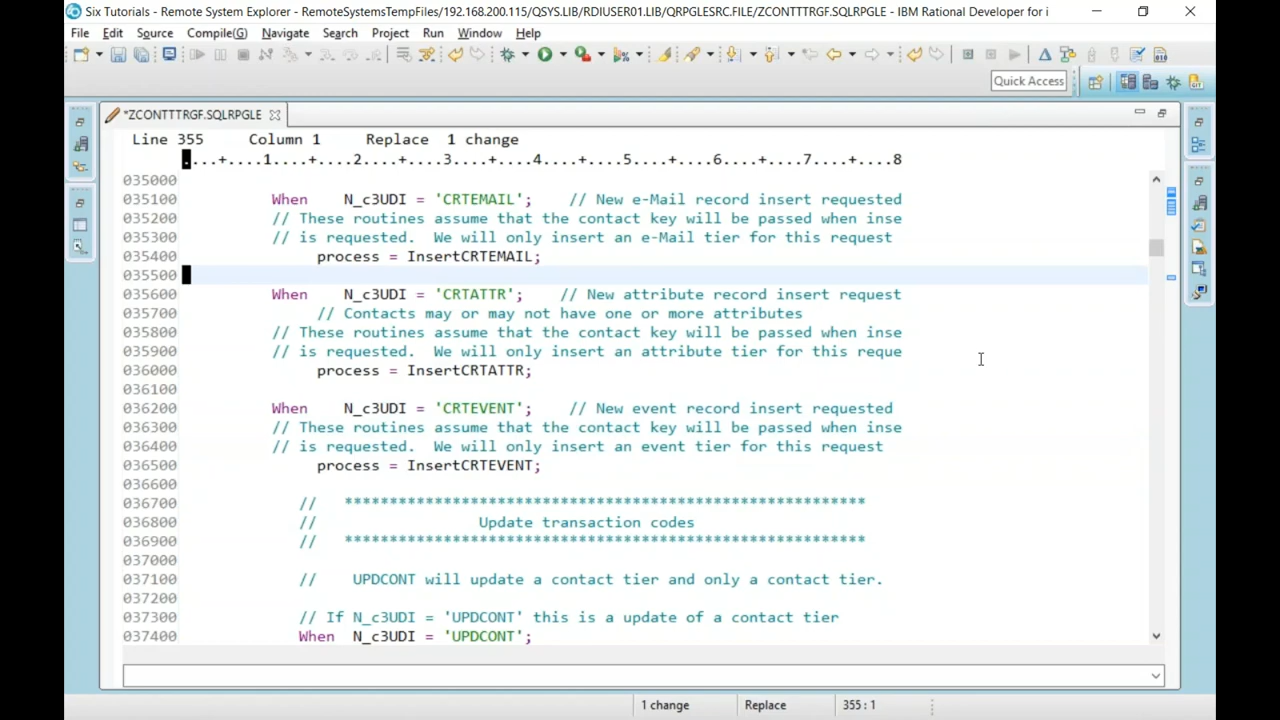 Six Tutorials - Remote System Explorer - RemoteSystemsTempFiles/192.168.200.115/QSYS.LIB/RDIUSER01.LIB/QRPGLESRC.FILE/ZCONTTTRGF.SQLRPGLE - IBM Rational Developer for i
File Edit Source Compile(G) Navigate Search Project Run Window Help
Quick Access
*ZCONTTTRGF.SQLRPGLE
Line 355 Column 1 Replace 1 change
....+....1....+....2....+....3....+....4....+....5....+....6....+....7....+....8
035000
035100 When N_c3UDI = 'CRTEMAIL'; // New e-Mail record insert requested
035200 // These routines assume that the contact key will be passed when inse
035300 // is requested. We will only insert an e-Mail tier for this request
035400 process = InsertCRTEMAIL;
035500
035600 When N_c3UDI = 'CRTATTR'; // New attribute record insert request
035700 // Contacts may or may not have one or more attributes
035800 // These routines assume that the contact key will be passed when inse
035900 // is requested. We will only insert an attribute tier for this reque
036000 process = InsertCRTATTR;
036100
036200 When N_c3UDI = 'CRTEVENT'; // New event record insert requested
036300 // These routines assume that the contact key will be passed when inse
036400 // is requested. We will only insert an event tier for this request
036500 process = InsertCRTEVENT;
036600
036700 // **********************************************************
036800 // Update transaction codes
036900 // **********************************************************
037000
037100 // UPDCONT will update a contact tier and only a contact tier.
037200
037300 // If N_c3UDI = 'UPDCONT' this is a update of a contact tier
037400 When N_c3UDI = 'UPDCONT';
1 change Replace 355 : 1